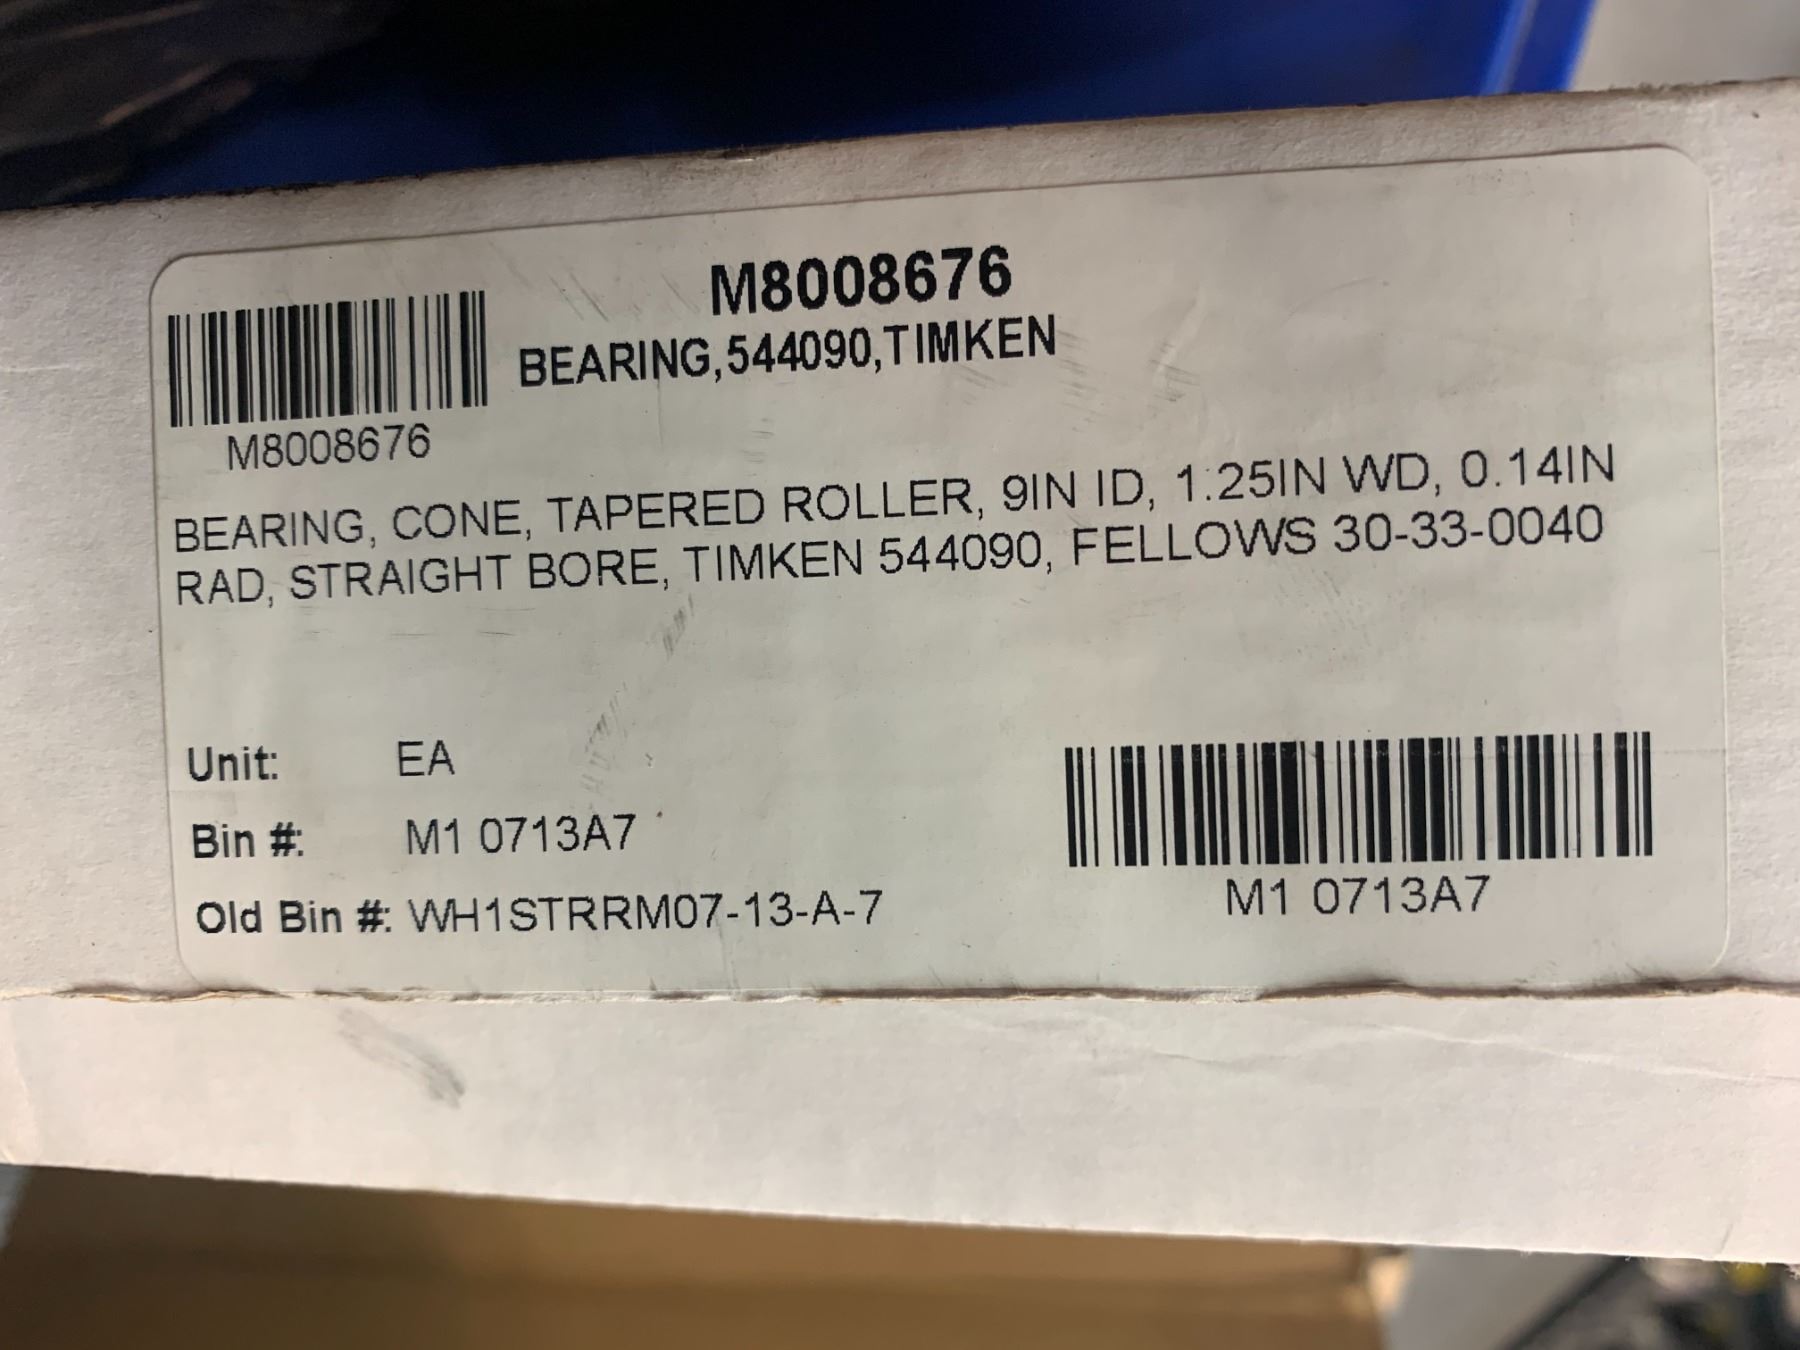 M8008676
BEARING,544090,TIMKEN
M8008676
BEARING, CONE, TAPERED ROLLER, 9IN ID, 1.25IN WD, 0.14IN
RAD, STRAIGHT BORE, TIMKEN 544090, FELLOWS 30-33-0040
Unit: EA
Bin #: M1 0713A7
Old Bin #: WH1STRRM07-13-A-7
M1 0713A7